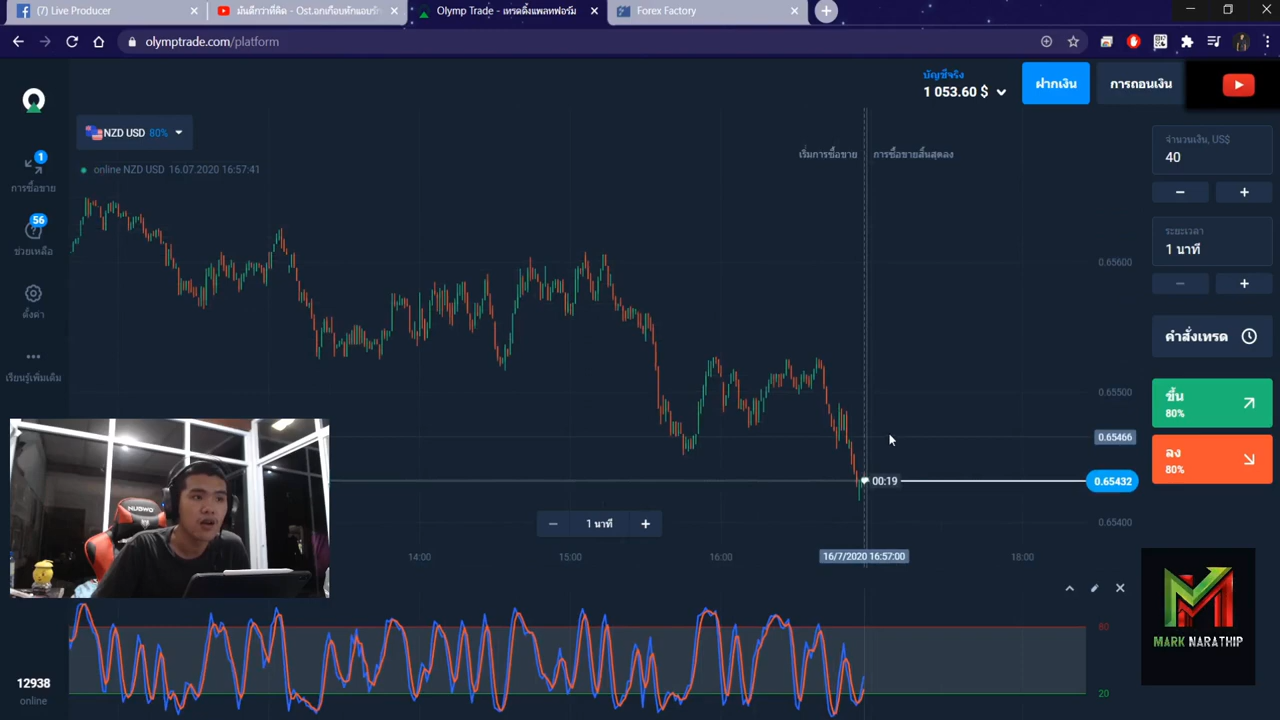 (7) Live Producer
มันดีกว่าที่คิด - Ost.อกเกือบหักแอบรัก
Olymp Trade - เทรดดิ้งแพลทฟอร์ม
Forex Factory
olymptrade.com/platform
บัญชีจริง
1 053.60 $
ฝากเงิน
การถอนเงิน
NZD USD 80%
online NZD USD 16.07.2020 16:57:41
เริ่มการซื้อขาย
การซื้อขายสิ้นสุดลง
จำนวนเงิน, US$
40
ระยะเวลา
1 นาที
คำสั่งเทรด
ขึ้น
80%
ลง
80%
1
การซื้อขาย
56
ช่วยเหลือ
ตั้งค่า
เรียนรู้เพิ่มเติม
0.65600
0.65500
0.65466
00:19
0.65432
0.65400
1 นาที
14:00
15:00
16:00
16/7/2020 16:57:00
18:00
NUBWO
80
20
MARK NARATHIP
12938
online